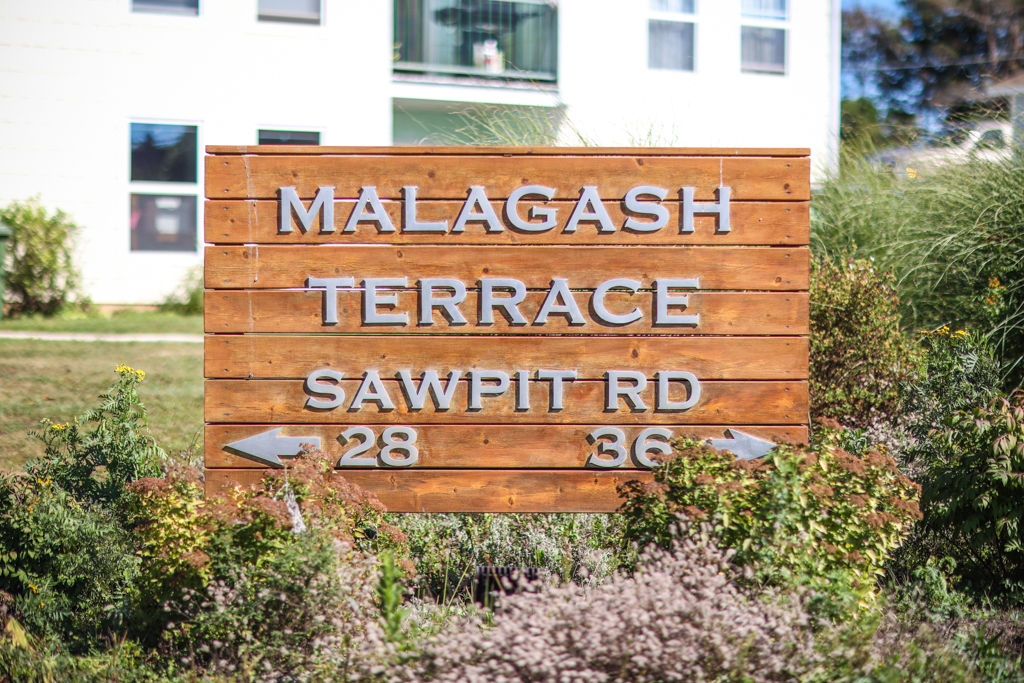 MALAGASH
TERRACE
SAWPIT RD
28 36